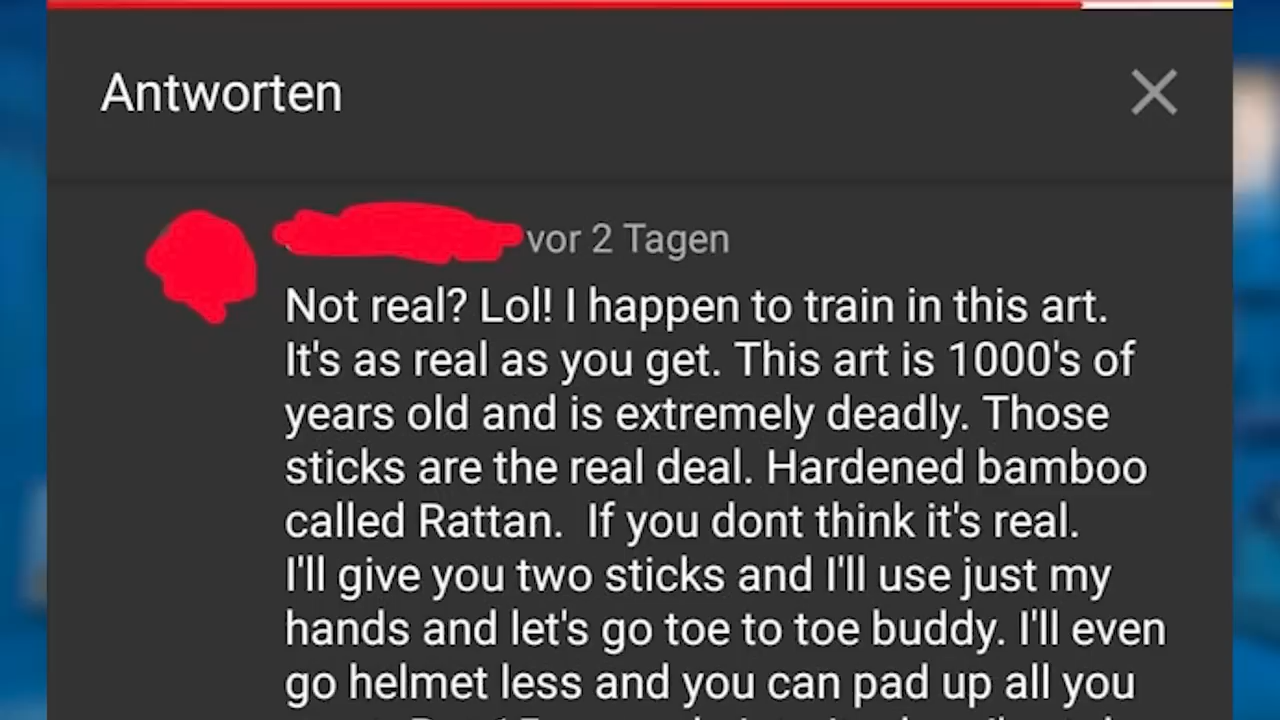 Antworten
vor 2 Tagen
Not real? Lol! I happen to train in this art.
It's as real as you get. This art is 1000's of
years old and is extremely deadly. Those
sticks are the real deal. Hardened bamboo
called Rattan.  If you dont think it's real.
I'll give you two sticks and I'll use just my
hands and let's go toe to toe buddy. I'll even
go helmet less and you can pad up all you